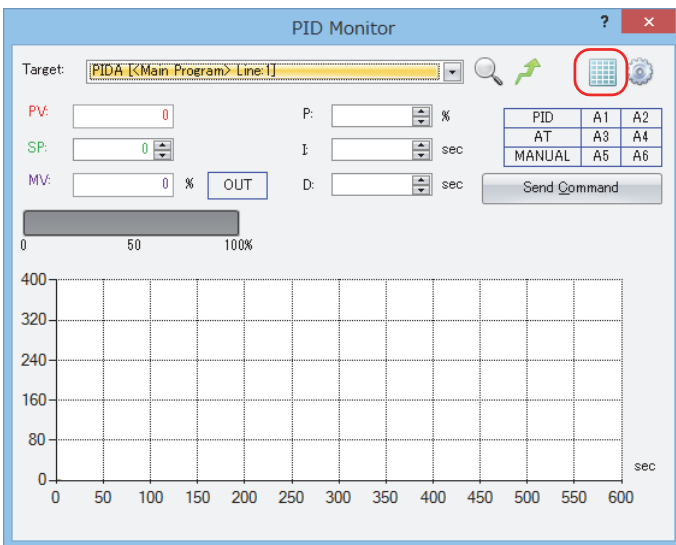 PID Monitor ? ×
Target: PIDA [<Main Program> Line:1]
PV: 0 P: % PID A1 A2
SP: 0 I: sec AT A3 A4
MANUAL A5 A6
MV: 0 % OUT D: sec Send Command
0 50 100%
400
320
240
160
80
0
sec
0 50 100 150 200 250 300 350 400 450 500 550 600